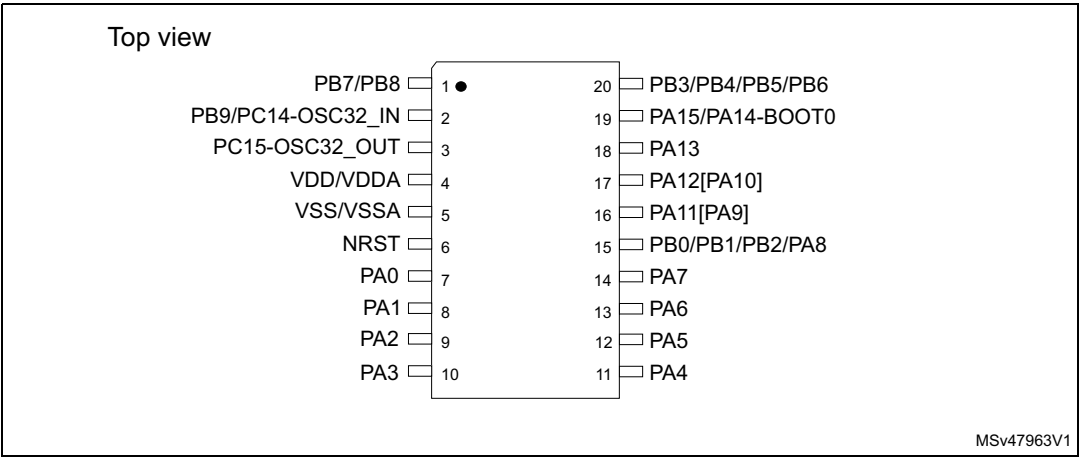 Top view
PB7/PB8 1 20 PB3/PB4/PB5/PB6
PB9/PC14-OSC32_IN 2 19 PA15/PA14-BOOT0
PC15-OSC32_OUT 3 18 PA13
VDD/VDDA 4 17 PA12[PA10]
VSS/VSSA 5 16 PA11[PA9]
NRST 6 15 PB0/PB1/PB2/PA8
PA0 7 14 PA7
PA1 8 13 PA6
PA2 9 12 PA5
PA3 10 11 PA4
MSv47963V1